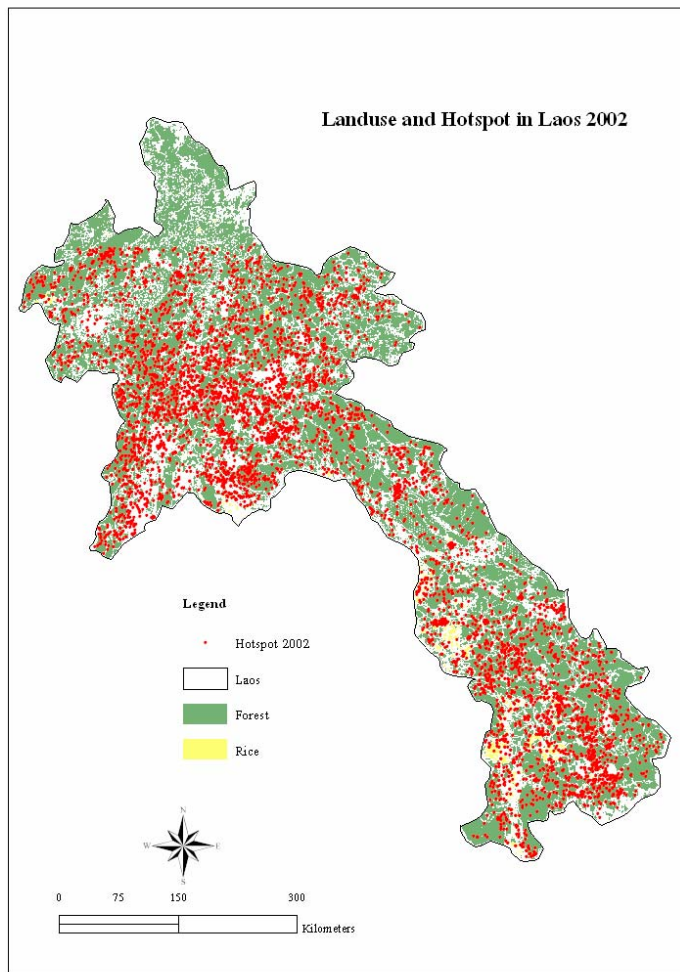 Landuse and Hotspot in Laos 2002
Legend
Hotspot 2002
Laos
Forest
Rice
N
W E
S
0 75 150 300
Kilometers